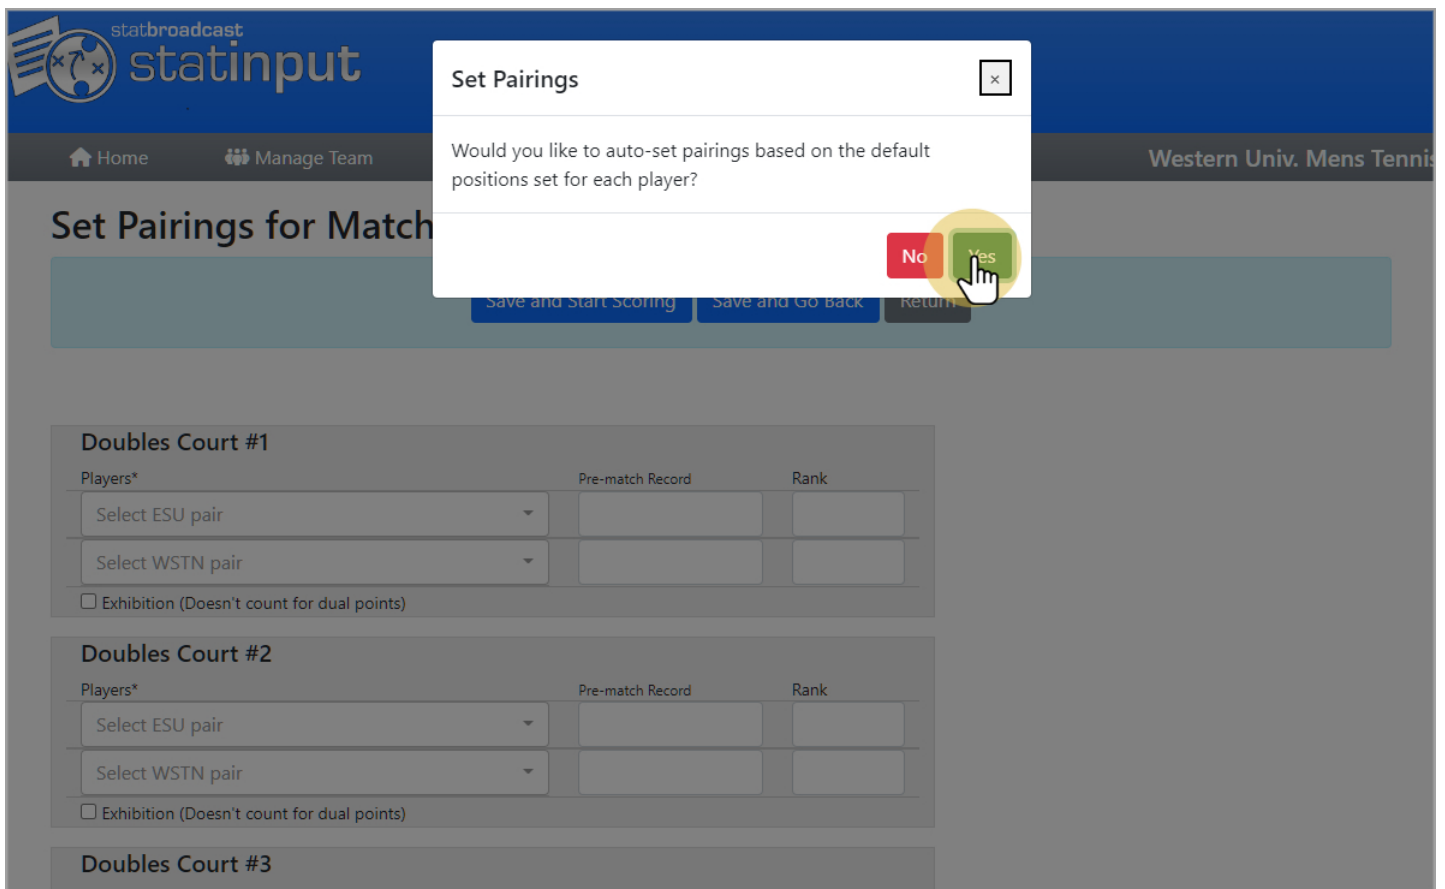 statbroadcast
statinput
Set Pairings
×
Home
Manage Team
Western Univ. Mens Tennis
Would you like to auto-set pairings based on the default
positions set for each player?
Set Pairings for Match
No
Yes
Save and Start Scoring
Save and Go Back
Return
Doubles Court #1
Players*
Pre-match Record
Rank
Select ESU pair
Select WSTN pair
Exhibition (Doesn't count for dual points)
Doubles Court #2
Players*
Pre-match Record
Rank
Select ESU pair
Select WSTN pair
Exhibition (Doesn't count for dual points)
Doubles Court #3